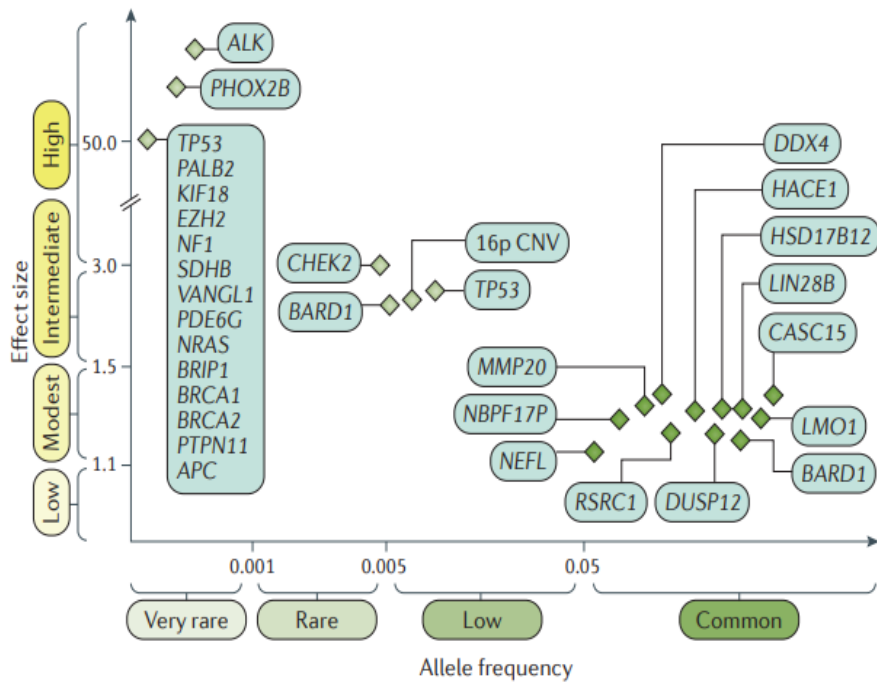 ALK
PHOX2B
High
50.0
TP53
PALB2
KIF18
EZH2
NF1
SDHB
VANGL1
PDE6G
NRAS
BRIP1
BRCA1
BRCA2
PTPN11
APC
DDX4
HACE1
HSD17B12
LIN28B
CASC15
16p CNV
CHEK2
TP53
BARD1
Effect size
Intermediate
3.0
MMP20
NBPF17P
NEFL
RSRC1
DUSP12
LMO1
BARD1
1.5
Modest
1.1
Low
0.001
0.005
0.05
Very rare
Rare
Low
Common
Allele frequency